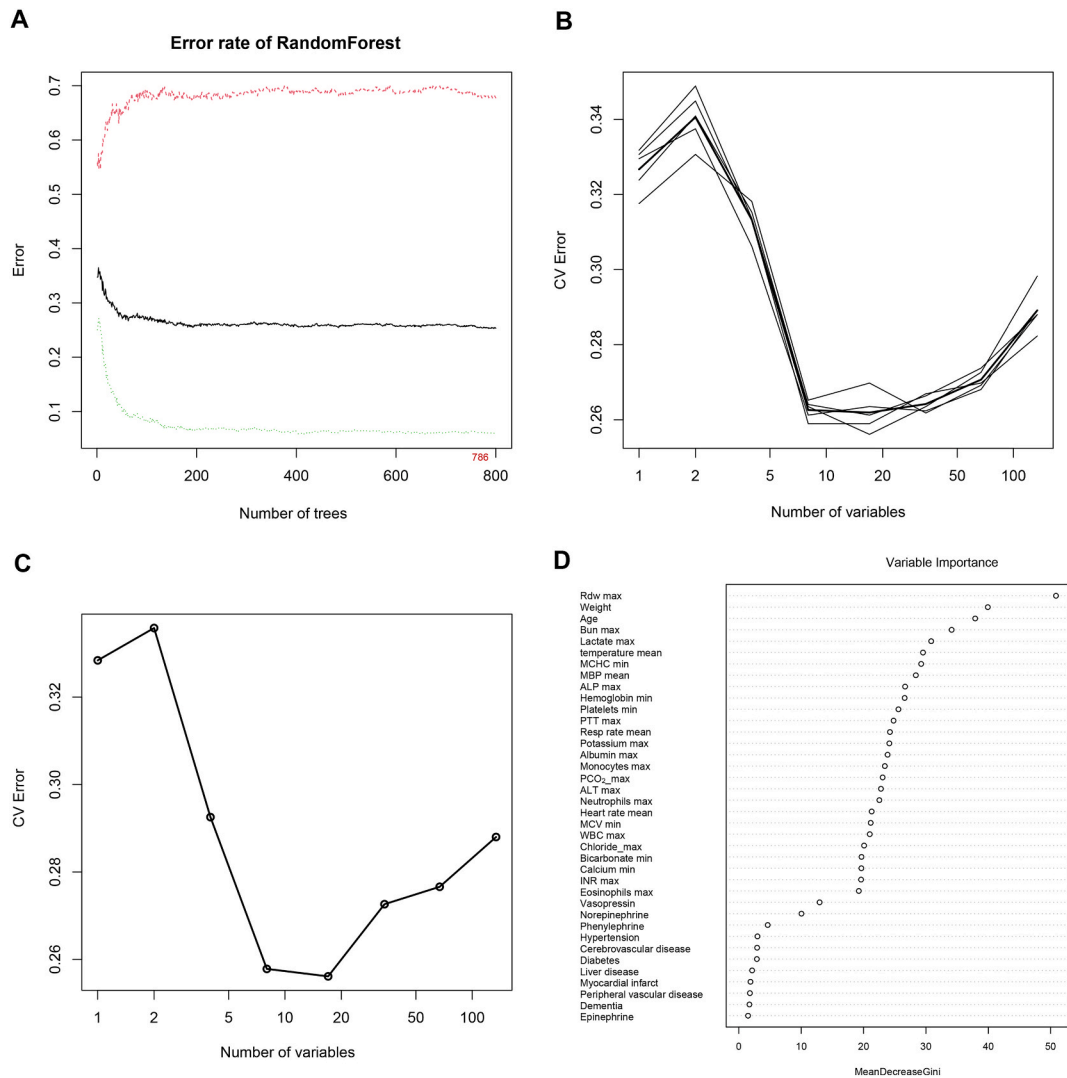 A
Error rate of RandomForest
Error
0.7
0.6
0.5
0.4
0.3
0.2
0.1
786
0 200 400 600 800
Number of trees
B
CV Error
0.34
0.32
0.30
0.28
0.26
1 2 5 10 20 50 100
Number of variables
C
CV Error
0.32
0.30
0.28
0.26
1 2 5 10 20 50 100
Number of variables
D
Variable Importance
Rdw max
Weight
Age
Bun max
Lactate max
temperature mean
MCHC min
MBP mean
ALP max
Hemoglobin min
Platelets min
PTT max
Resp rate mean
Potassium max
Albumin max
Monocytes max
PCO₂_max
ALT max
Neutrophils max
Heart rate mean
MCV min
WBC max
Chloride_max
Bicarbonate min
Calcium min
INR max
Eosinophils max
Vasopressin
Norepinephrine
Phenylephrine
Hypertension
Cerebrovascular disease
Diabetes
Liver disease
Myocardial infarct
Peripheral vascular disease
Dementia
Epinephrine
0 10 20 30 40 50
MeanDecreaseGini